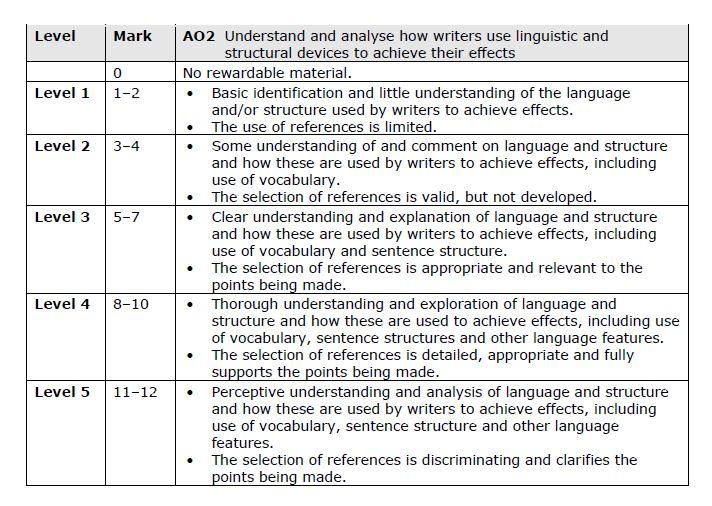 Level Mark AO2 Understand and analyse how writers use linguistic and
structural devices to achieve their effects
0 No rewardable material.
Level 1 1–2 • Basic identification and little understanding of the language
and/or structure used by writers to achieve effects.
• The use of references is limited.
Level 2 3–4 • Some understanding of and comment on language and structure
and how these are used by writers to achieve effects, including
use of vocabulary.
• The selection of references is valid, but not developed.
Level 3 5–7 • Clear understanding and explanation of language and structure
and how these are used by writers to achieve effects, including
use of vocabulary and sentence structure.
• The selection of references is appropriate and relevant to the
points being made.
Level 4 8–10 • Thorough understanding and exploration of language and
structure and how these are used to achieve effects, including use
of vocabulary, sentence structures and other language features.
• The selection of references is detailed, appropriate and fully
supports the points being made.
Level 5 11–12 • Perceptive understanding and analysis of language and structure
and how these are used by writers to achieve effects, including
use of vocabulary, sentence structure and other language
features.
• The selection of references is discriminating and clarifies the
points being made.